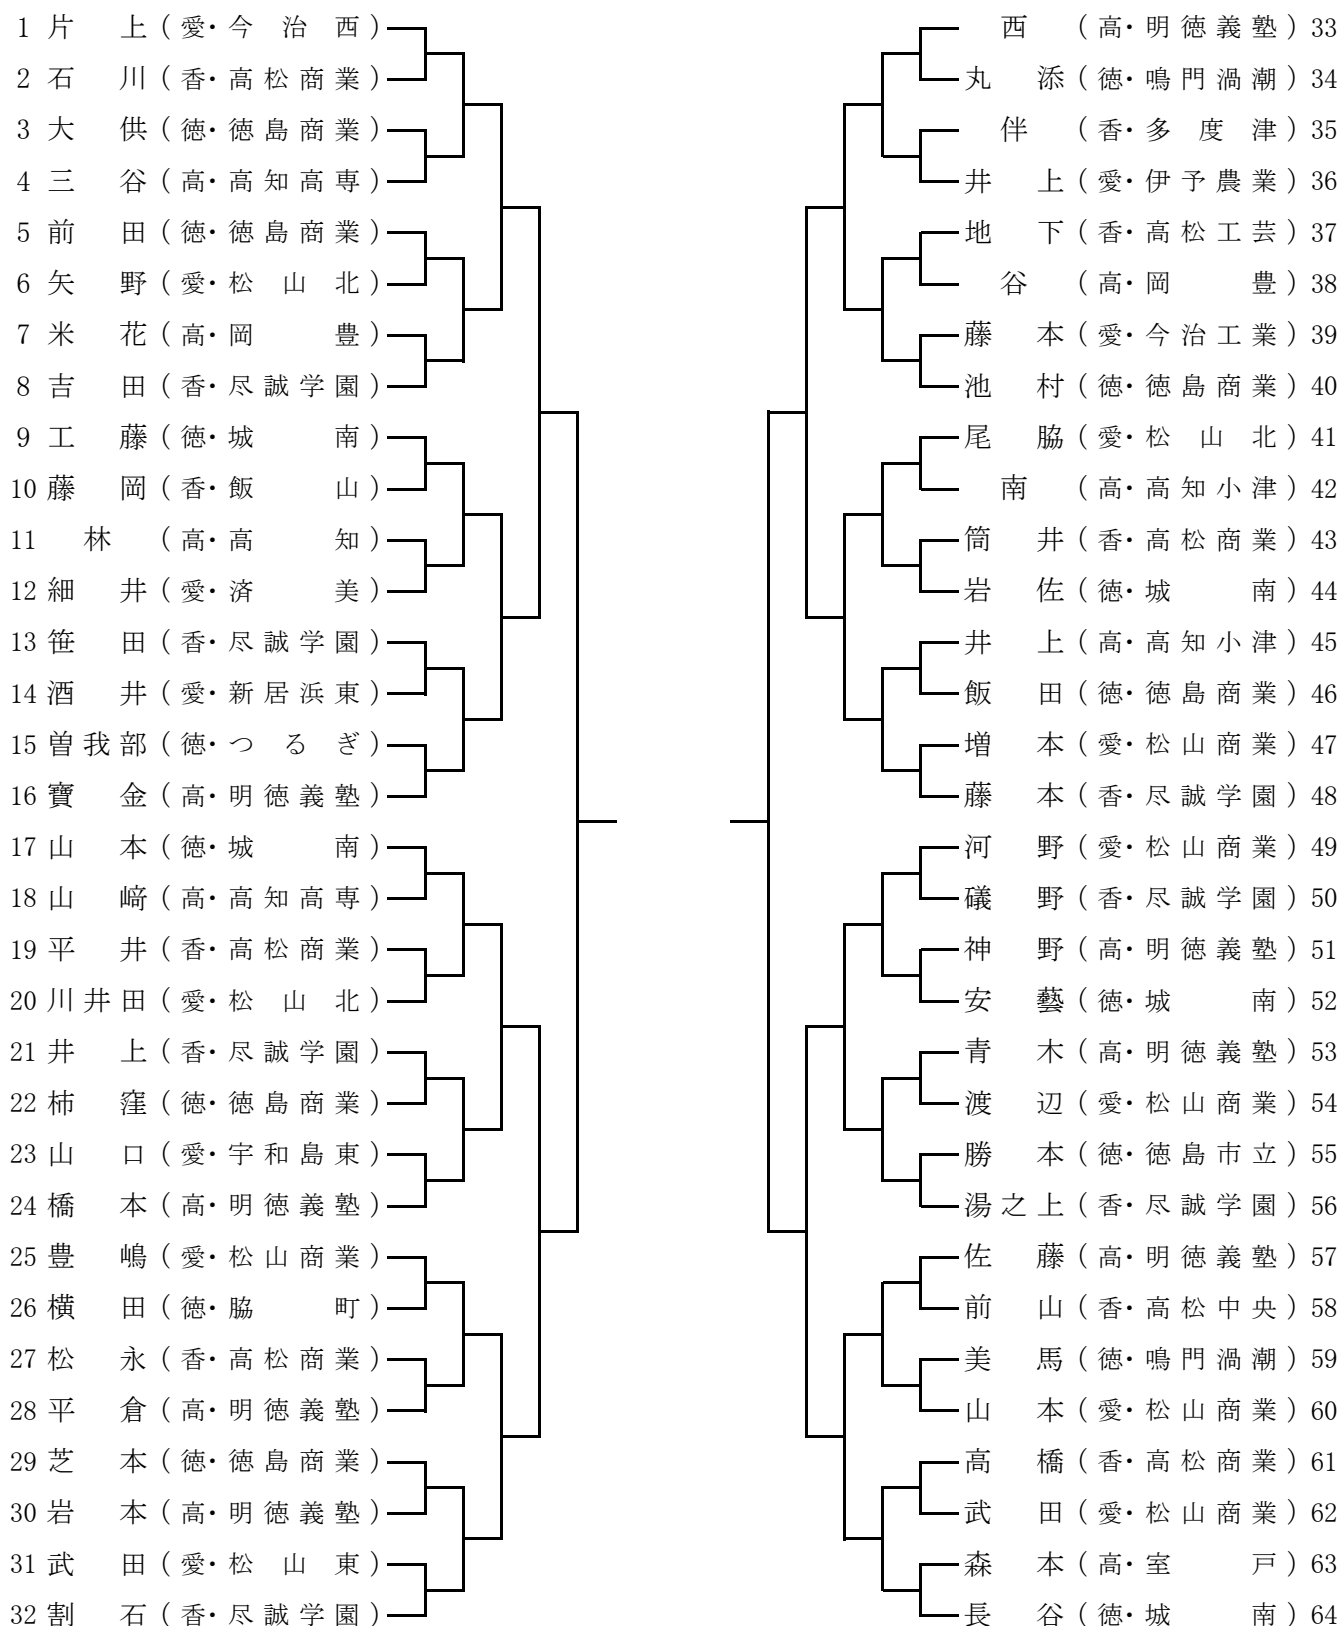 1 片上(愛・今治西)
2 石川(香・高松商業)
3 大供(徳・徳島商業)
4 三谷(高・高知高専)
5 前田(徳・徳島商業)
6 矢野(愛・松山北)
7 米花(高・岡豊)
8 吉田(香・尽誠学園)
9 工藤(徳・城南)
10 藤岡(香・飯山)
11 林(高・高知)
12 細井(愛・済美)
13 笹田(香・尽誠学園)
14 酒井(愛・新居浜東)
15 曽我部(徳・つるぎ)
16 寶金(高・明徳義塾)
17 山本(徳・城南)
18 山﨑(高・高知高専)
19 平井(香・高松商業)
20 川井田(愛・松山北)
21 井上(香・尽誠学園)
22 柿窪(徳・徳島商業)
23 山口(愛・宇和島東)
24 橋本(高・明徳義塾)
25 豊嶋(愛・松山商業)
26 横田(徳・脇町)
27 松永(香・高松商業)
28 平倉(高・明徳義塾)
29 芝本(徳・徳島商業)
30 岩本(高・明徳義塾)
31 武田(愛・松山東)
32 割石(香・尽誠学園)
西(高・明徳義塾)33
丸添(徳・鳴門渦潮)34
伴(香・多度津)35
井上(愛・伊予農業)36
地下(香・高松工芸)37
谷(高・岡豊)38
藤本(愛・今治工業)39
池村(徳・徳島商業)40
尾脇(愛・松山北)41
南(高・高知小津)42
筒井(香・高松商業)43
岩佐(徳・城南)44
井上(高・高知小津)45
飯田(徳・徳島商業)46
増本(愛・松山商業)47
藤本(香・尽誠学園)48
河野(愛・松山商業)49
礒野(香・尽誠学園)50
神野(高・明徳義塾)51
安藝(徳・城南)52
青木(高・明徳義塾)53
渡辺(愛・松山商業)54
勝本(徳・徳島市立)55
湯之上(香・尽誠学園)56
佐藤(高・明徳義塾)57
前山(香・高松中央)58
美馬(徳・鳴門渦潮)59
山本(愛・松山商業)60
高橋(香・高松商業)61
武田(愛・松山商業)62
森本(高・室戸)63
長谷(徳・城南)64